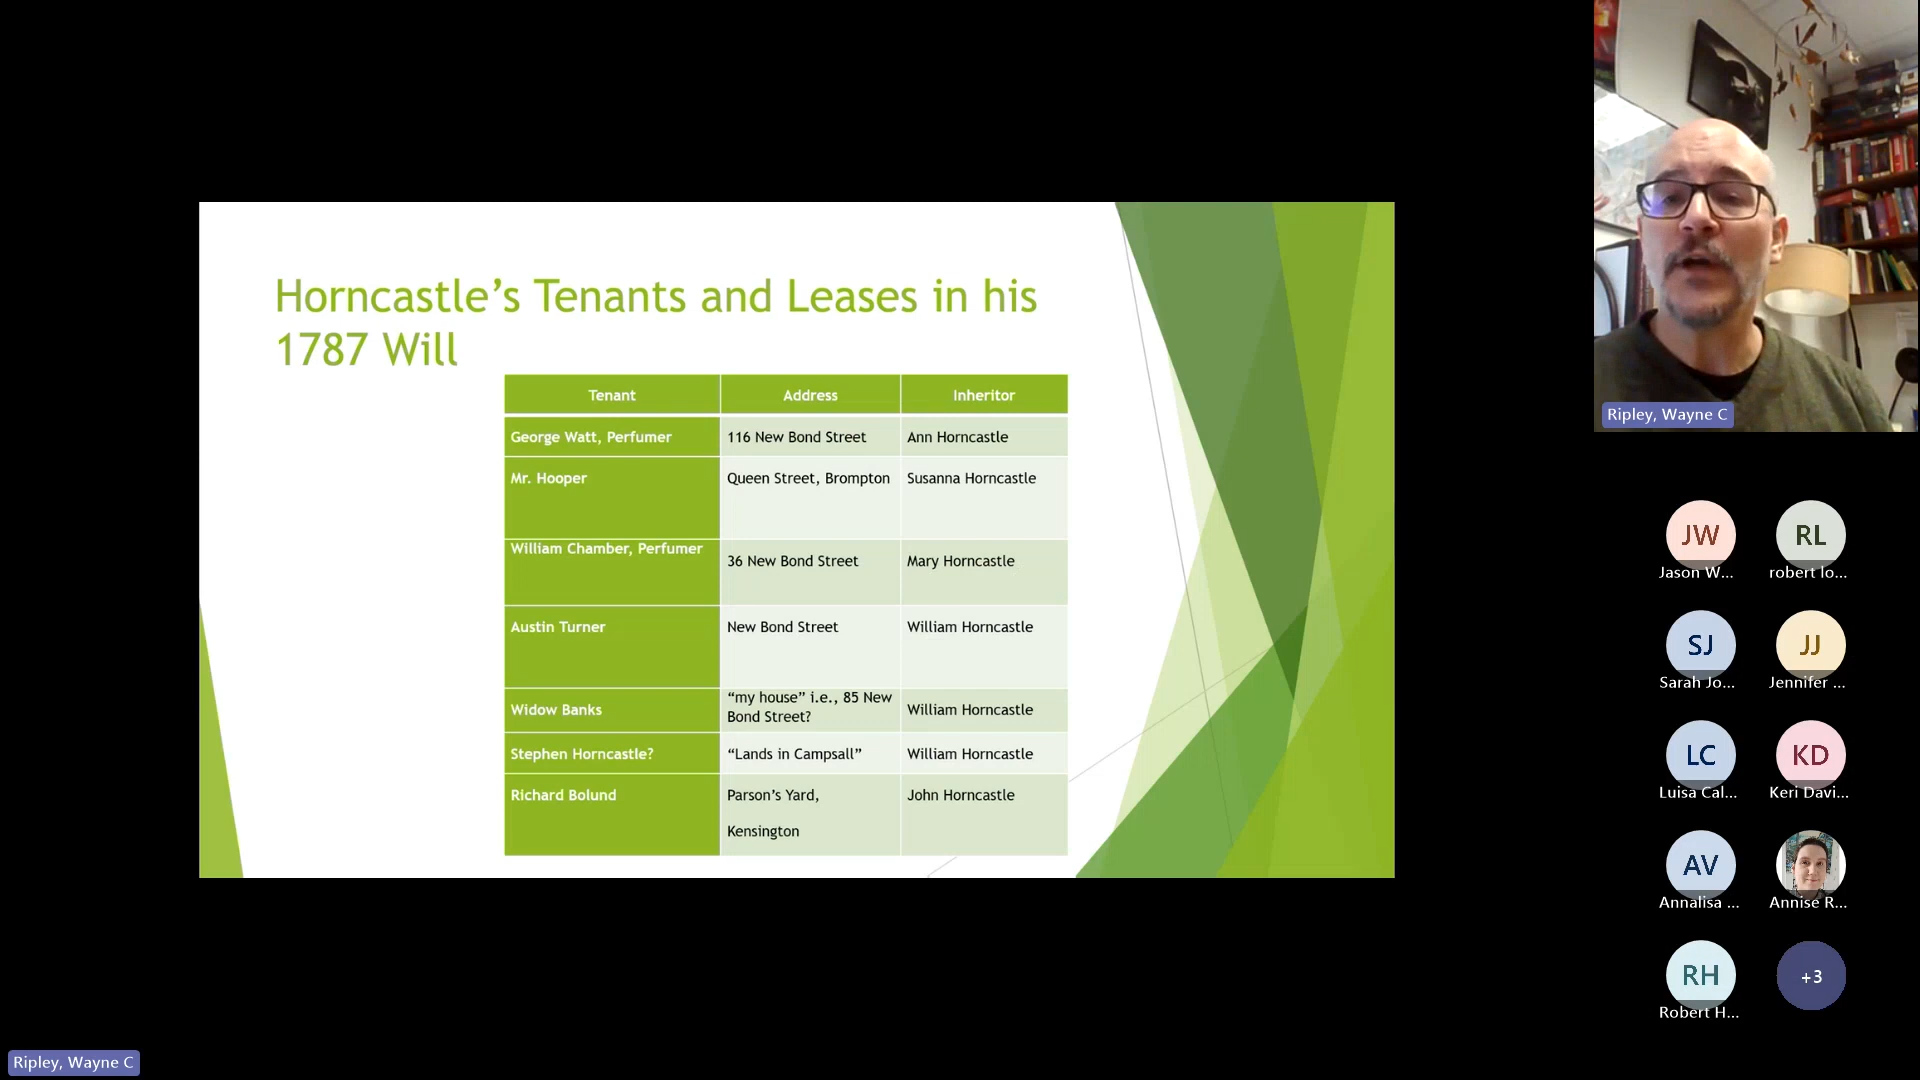 Horncastle’s Tenants and Leases in his
1787 Will
Tenant Address Inheritor
George Watt, Perfumer 116 New Bond Street Ann Horncastle
Mr. Hooper Queen Street, Brompton Susanna Horncastle
William Chamber, Perfumer 36 New Bond Street Mary Horncastle
Austin Turner New Bond Street William Horncastle
Widow Banks “my house” i.e., 85 New
Bond Street? William Horncastle
Stephen Horncastle? “Lands in Campsall” William Horncastle
Richard Bolund Parson’s Yard, John Horncastle
Kensington
Ripley, Wayne C
JW RL
Jason W... robert lo...
SJ JJ
Sarah Jo... Jennifer ...
LC KD
Luisa Cal... Keri Davi...
AV
Annalisa ... Annise R...
RH +3
Robert H...
Ripley, Wayne C